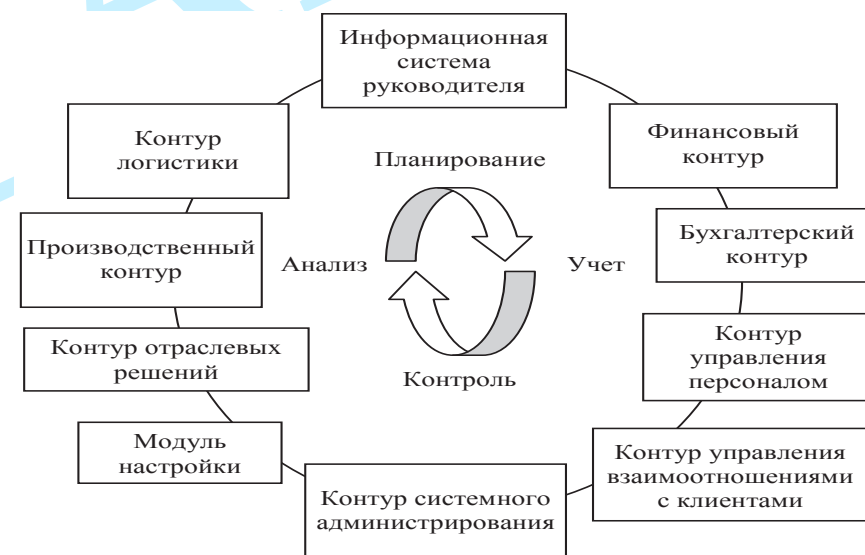 Информационная
система
руководителя
Контур
логистики
Финансовый
контур
Планирование
Производственный
контур
Анализ
Учет
Бухгалтерский
контур
Контур отраслевых
решений
Контур
управления
персоналом
Контроль
Модуль
настройки
Контур управления
взаимоотношениями
с клиентами
Контур системного
администрирования